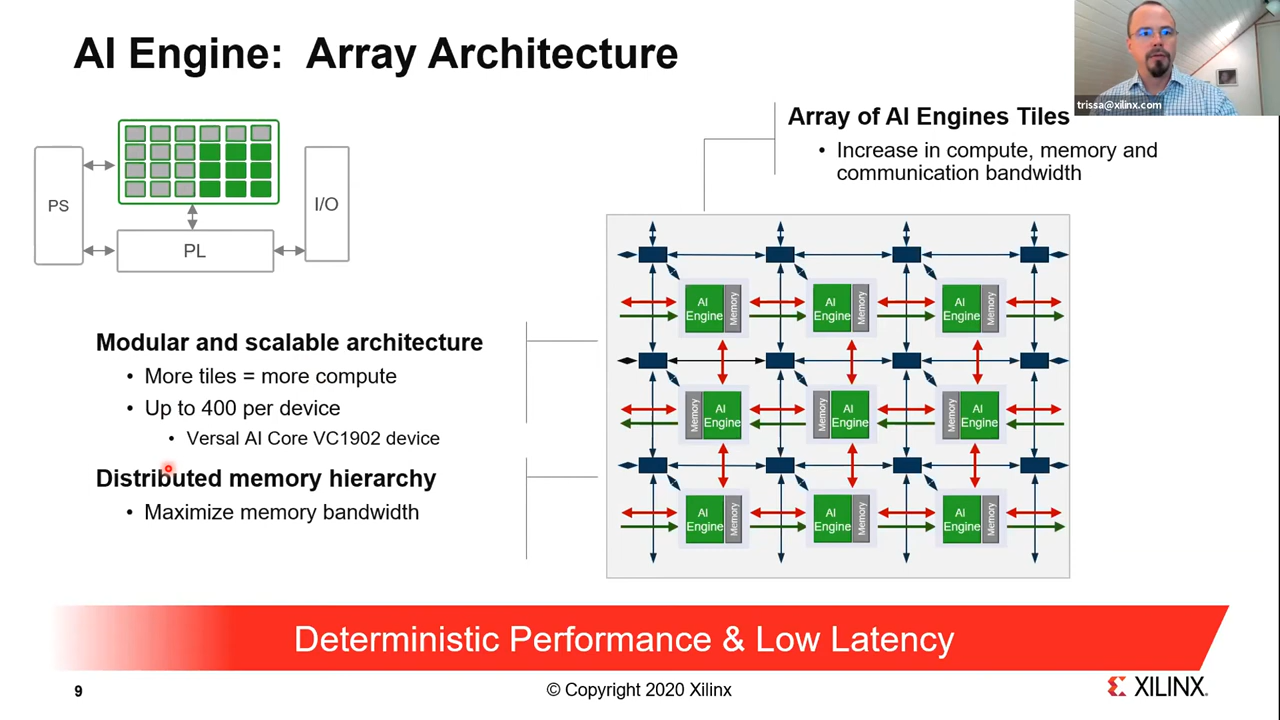 AI Engine: Array Architecture
trissa@xilinx.com
PS
I/O
PL
Array of AI Engines Tiles
• Increase in compute, memory and
communication bandwidth
Modular and scalable architecture
• More tiles = more compute
• Up to 400 per device
• Versal AI Core VC1902 device
Distributed memory hierarchy
• Maximize memory bandwidth
AI
Engine
Memory
AI
Engine
Memory
AI
Engine
Memory
Memory
AI
Engine
Memory
AI
Engine
Memory
AI
Engine
AI
Engine
Memory
AI
Engine
Memory
AI
Engine
Memory
Deterministic Performance & Low Latency
9
© Copyright 2020 Xilinx
XILINX.